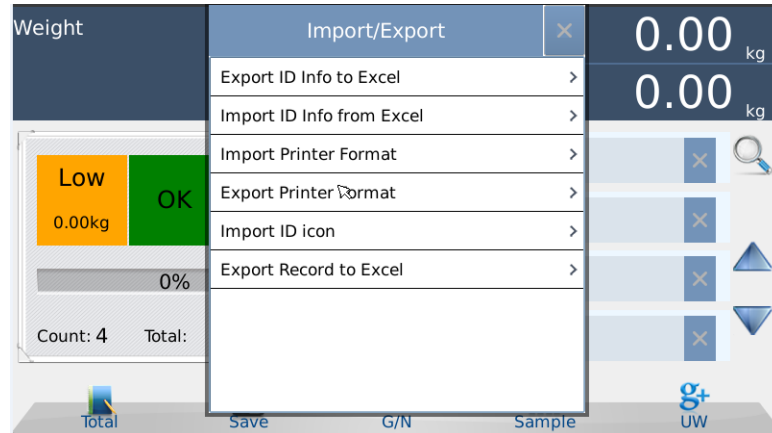 Weight
Import/Export
×
0.00 kg
0.00 kg
Export ID Info to Excel
Import ID Info from Excel
Import Printer Format
Export Printer Format
Import ID icon
Export Record to Excel
Low
0.00kg
OK
0%
Count: 4 Total:
Total Save G/N Sample UW
g+